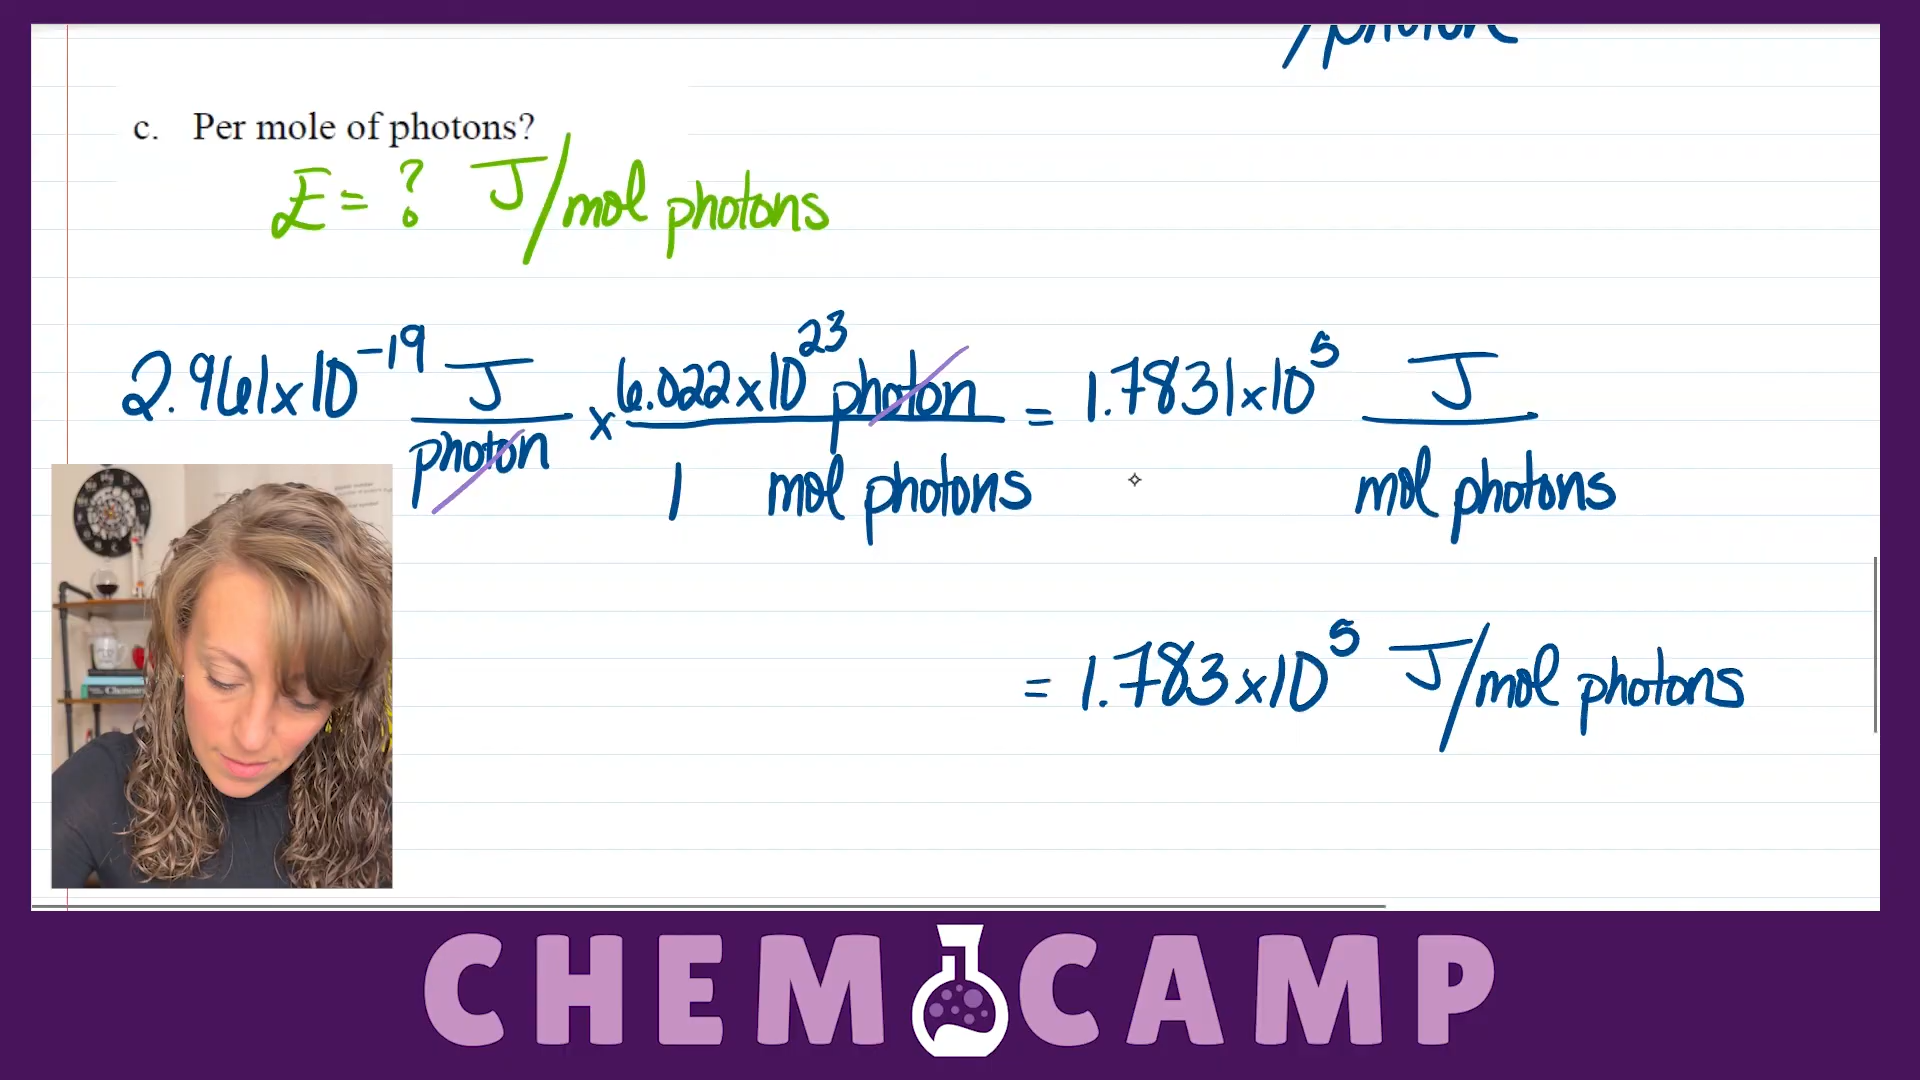 /photon
c. Per mole of photons?
E = ? J/mol photons
2.961x10^-19 J/photon x 6.022x10^23 photon/1 mol photons = 1.7831x10^5 J/mol photons
= 1.783x10^5 J/mol photons
CHEM CAMP